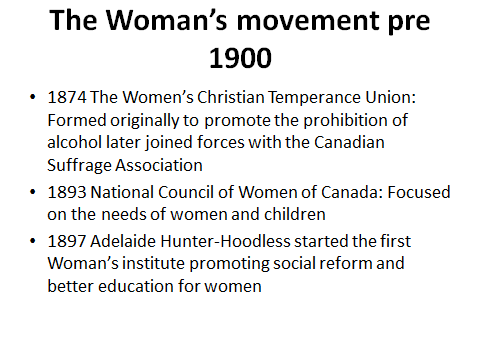 The Woman’s movement pre
1900
• 1874 The Women’s Christian Temperance Union:
Formed originally to promote the prohibition of
alcohol later joined forces with the Canadian
Suffrage Association
• 1893 National Council of Women of Canada: Focused
on the needs of women and children
• 1897 Adelaide Hunter-Hoodless started the first
Woman’s institute promoting social reform and
better education for women